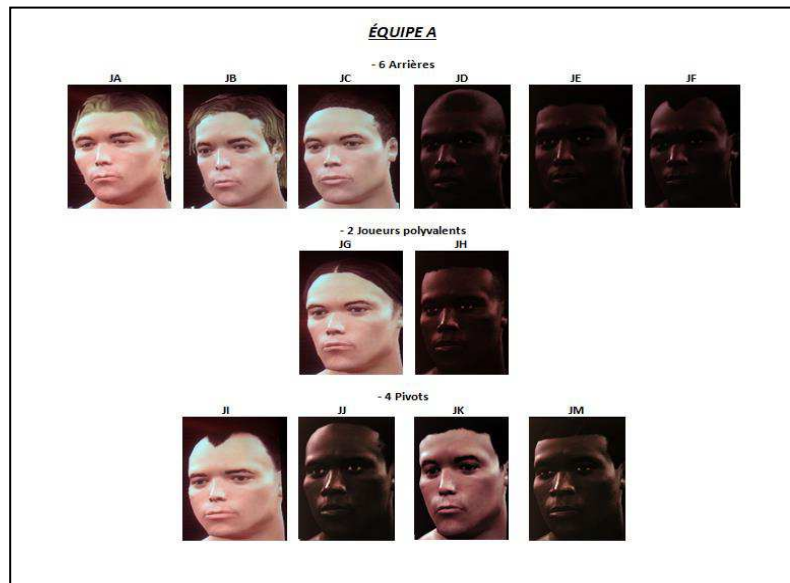 ÉQUIPE A
- 6 Arrières
JA JB JC JD JE JF
- 2 Joueurs polyvalents
JG JH
- 4 Pivots
JI JJ JK JM